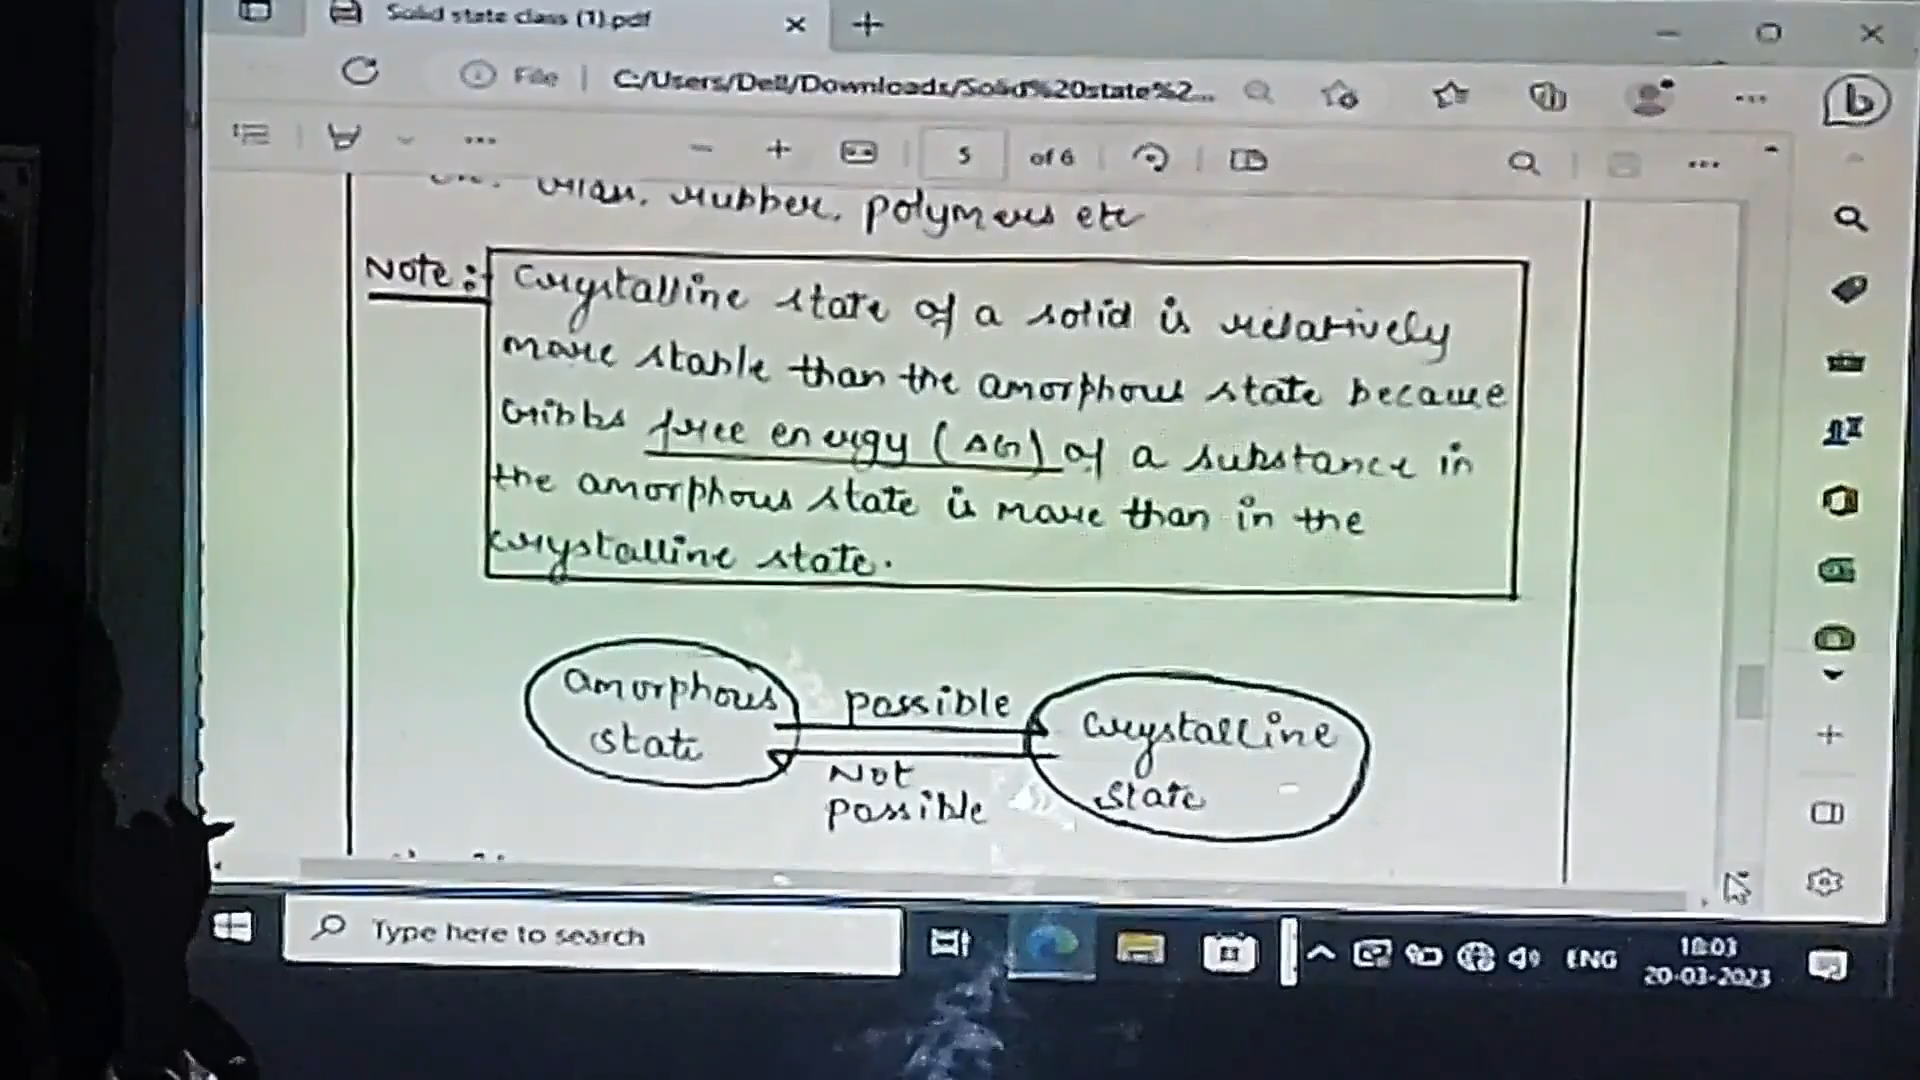 Solid state class (1).pdf
File
C:/Users/Dell/Downloads/Solid%20state%2...
5 of 6
rubber, polymers etc
Note:-
Crystalline state of a solid is relatively
more stable than the amorphous state because
Gibbs free energy (ΔG) of a substance in
the amorphous state is more than in the
crystalline state.
amorphous
state
possible
Not
possible
crystalline
state
Type here to search
ENG
18:03
20-03-2023